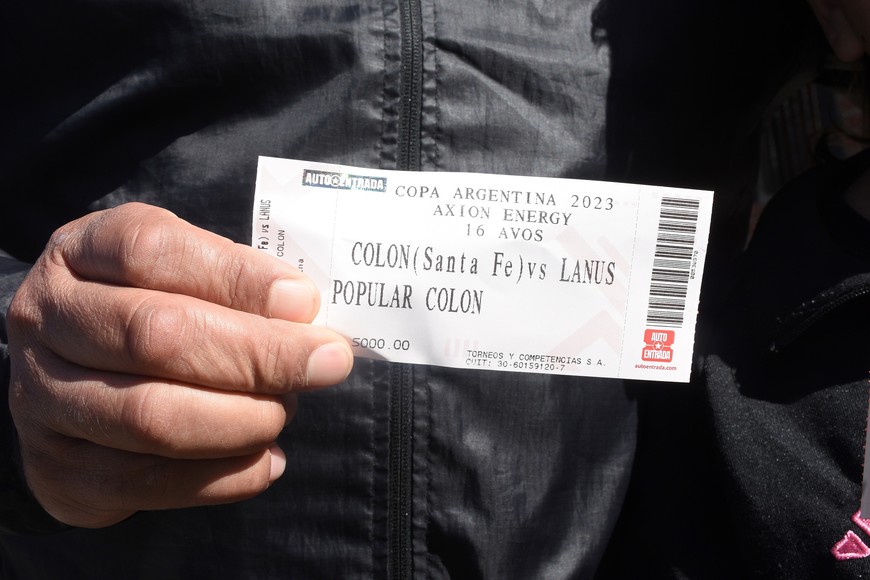 AUTOENTRADA
COPA ARGENTINA 2023
AXION ENERGY
16 AVOS
COLON(Santa Fe)vs LANUS
POPULAR COLON
5000.00
TORNEOS Y COMPETENCIAS S.A.
CUIT: 30-60159120-7
Fe) vs LANUS
COLON
AUTO
ENTRADA
autoentrada.com